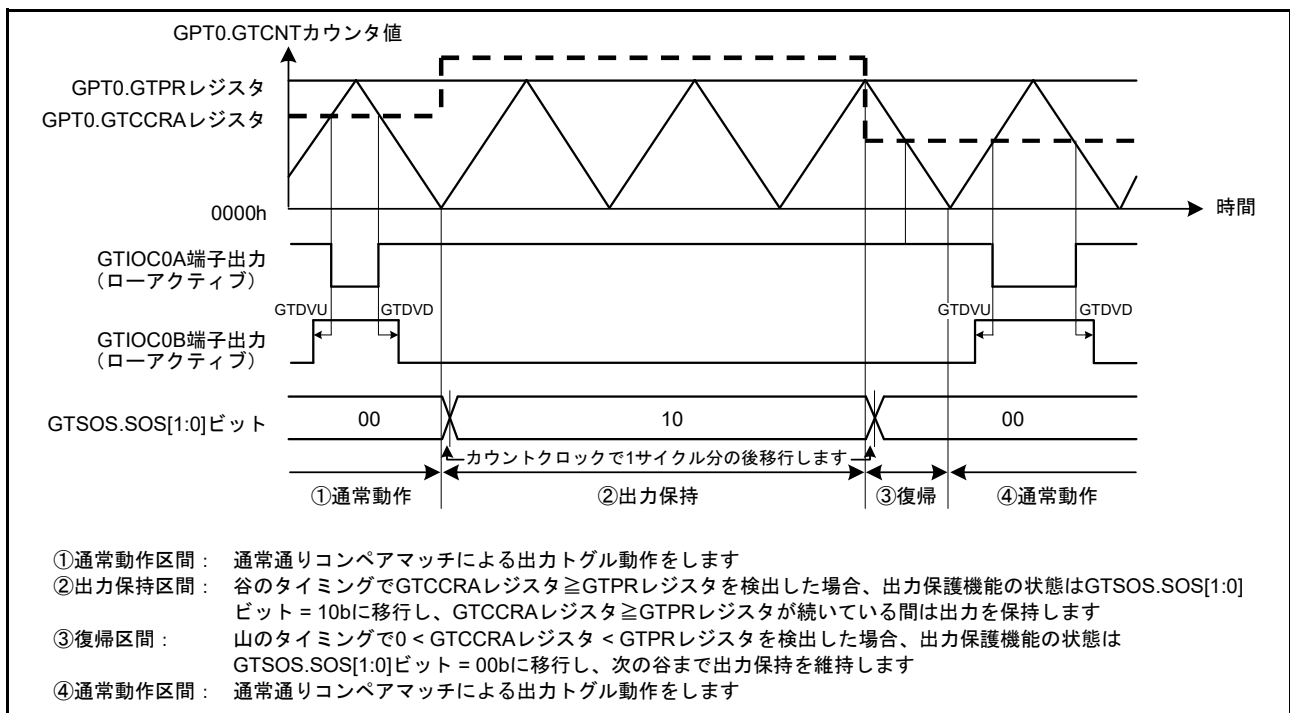 GPT0.GTCNTカウンタ値
GPT0.GTPRレジスタ
GPT0.GTCCRAレジスタ
0000h
時間
GTIOC0A端子出力
（ローアクティブ）
GTDVU
GTDVD
GTDVU
GTDVD
GTIOC0B端子出力
（ローアクティブ）
GTSOS.SOS[1:0]ビット
00
10
00
カウントクロックで1サイクル分の後移行します
①通常動作
②出力保持
③復帰
④通常動作
①通常動作区間： 通常通りコンペアマッチによる出力トグル動作をします
②出力保持区間： 谷のタイミングでGTCCRAレジスタ≧GTPRレジスタを検出した場合、出力保護機能の状態はGTSOS.SOS[1:0]
ビット = 10bに移行し、GTCCRAレジスタ≧GTPRレジスタが続いている間は出力を保持します
③復帰区間： 山のタイミングで0 < GTCCRAレジスタ < GTPRレジスタを検出した場合、出力保護機能の状態は
GTSOS.SOS[1:0]ビット = 00bに移行し、次の谷まで出力保持を維持します
④通常動作区間： 通常通りコンペアマッチによる出力トグル動作をします